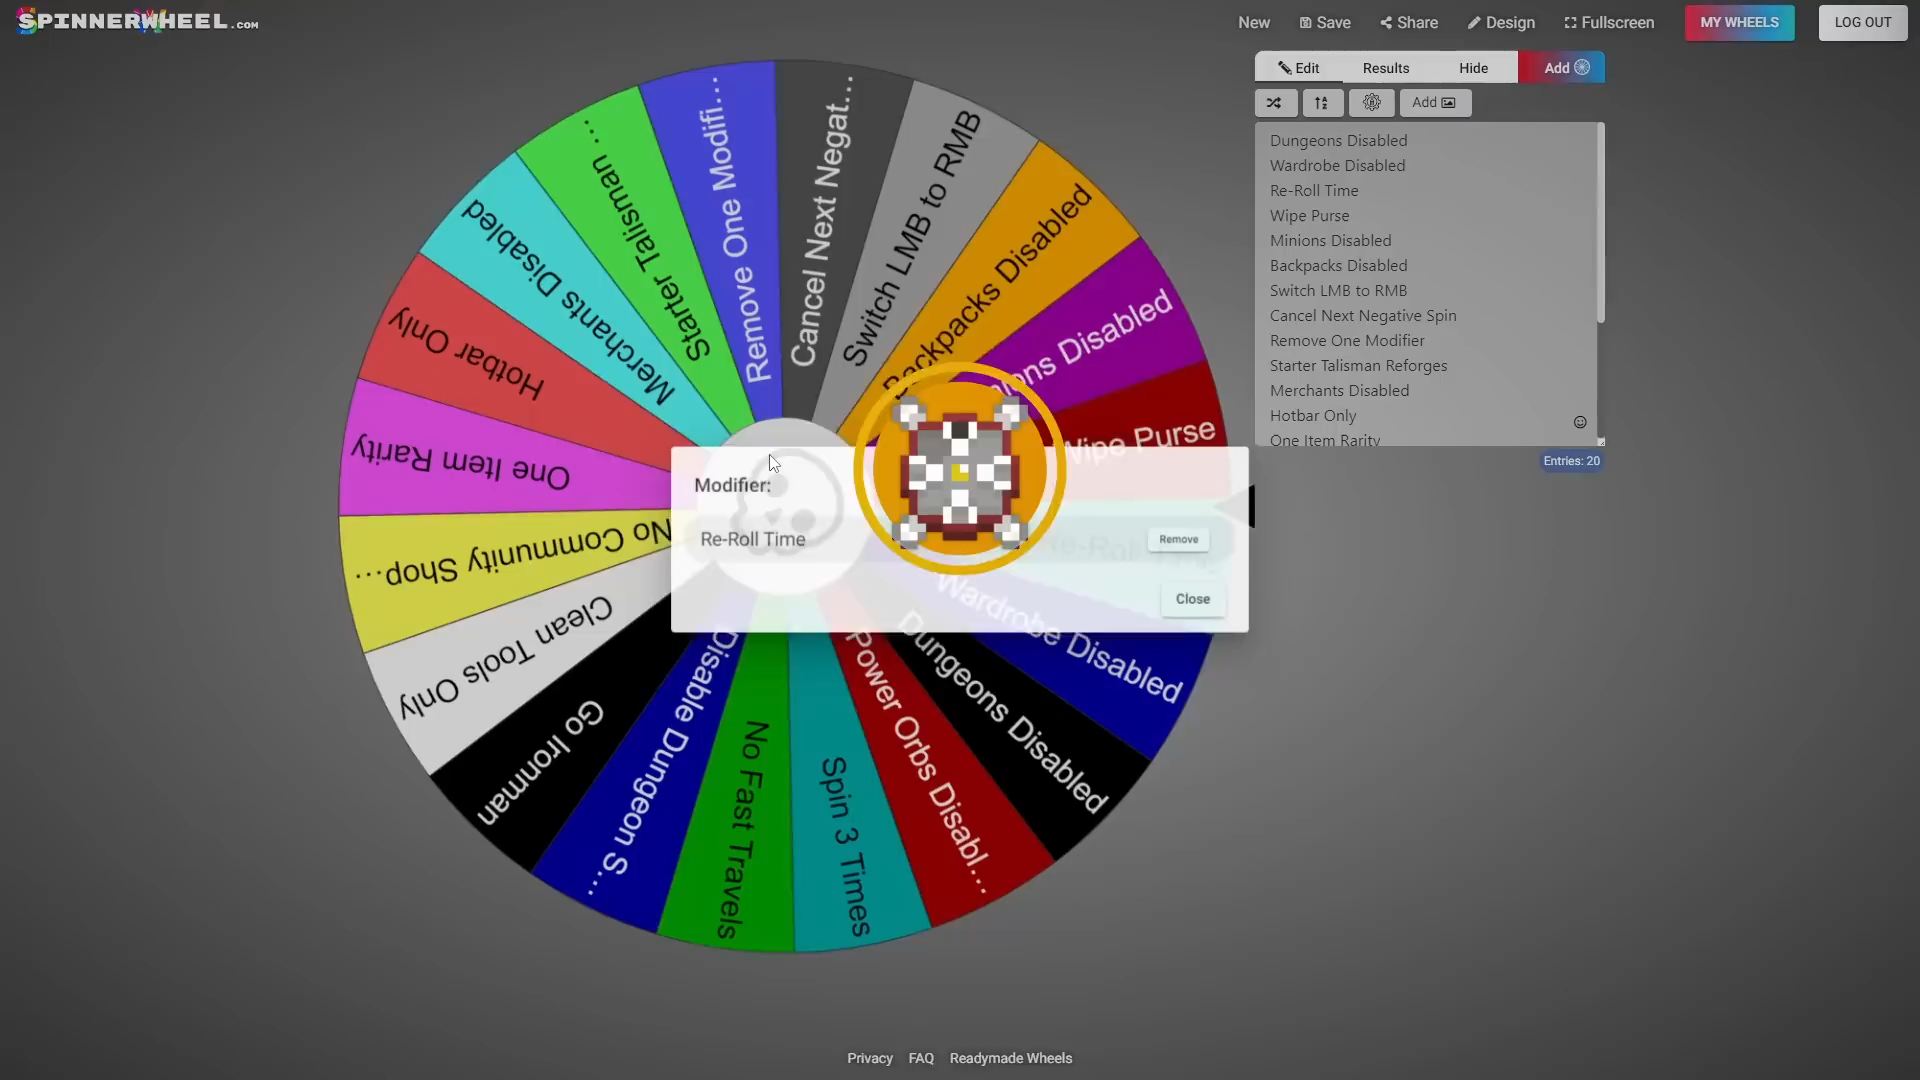 SPINNERWHEEL.COM
New
Save
Share
Design
Fullscreen
MY WHEELS
LOG OUT
Edit
Results
Hide
Add
Add
Dungeons Disabled
Wardrobe Disabled
Re-Roll Time
Wipe Purse
Minions Disabled
Backpacks Disabled
Switch LMB to RMB
Cancel Next Negative Spin
Remove One Modifier
Starter Talisman Reforges
Merchants Disabled
Hotbar Only
One Item Rarity
Entries: 20
Cancel Next Negat...
Switch LMB to RMB
Backpacks Disabled
nions Disabled
Wipe Purse
Re-Roll
Wardrobe Disabled
Dungeons Disabled
Power Orbs Disabl...
Spin 3 Times
No Fast Travels
Disable Dungeon S...
Go Ironman
Clean Tools Only
No Community Shop...
One Item Rarity
Hotbar Only
Merchants Disabled
Starter Talisman ...
Remove One Modifi...
Modifier:
Re-Roll Time
Remove
Close
Privacy
FAQ
Readymade Wheels